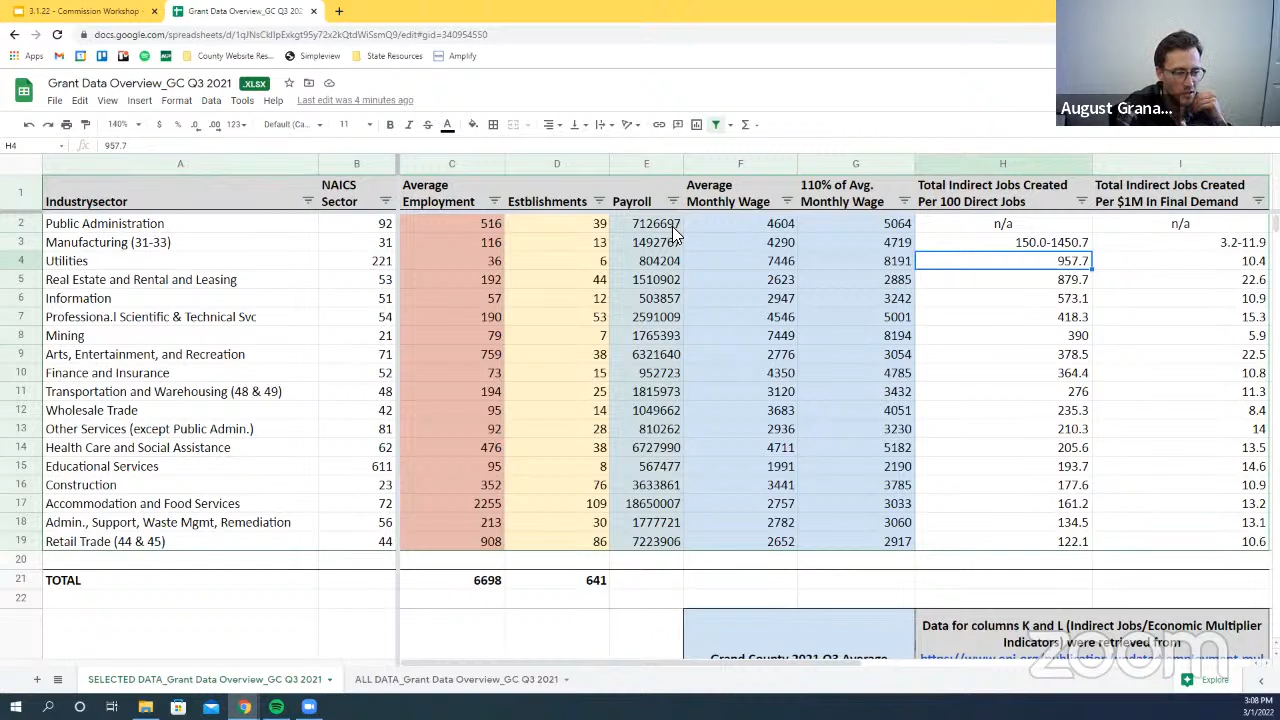 3.1.22 - Commission Workshop -
Grant Data Overview_GC Q3 202
docs.google.com/spreadsheets/d/
Apps County Website Res... Simpleview State Resources Amplify
Grant Data Overview_GC Q3 2021 .XLSX
File Edit View Insert Format Data Tools Help Last edit was 4 minutes ago
140% $ % .0 .00 123 Default (Ca... 11 B I S A
August Grana...
H4 fx 957.7
A B C D E F G H I
1 Industrysector NAICS Sector Average Employment Estblishments Payroll Average Monthly Wage 110% of Avg. Monthly Wage Total Indirect Jobs Created Per 100 Direct Jobs Total Indirect Jobs Created Per $1M in Final Demand
2 Public Administration 92 516 39 7126697 4604 5064 n/a n/a
3 Manufacturing (31-33) 31 116 13 4290 4719 150.0-1450.7 3.2-11.9
4 Utilities 221 36 6 804204 7446 8191 957.7 10.4
5 Real Estate and Rental and Leasing 53 192 44 1510902 2623 2885 879.7 22.6
6 Information 51 57 12 503857 2947 3242 573.1 10.9
7 Professiona.l Scientific & Technical Svc 54 190 53 2591009 4546 5001 418.3 15.3
8 Mining 21 79 7 1765393 7449 8194 390 5.9
9 Arts, Entertainment, and Recreation 71 759 38 6321640 2776 3054 378.5 22.5
10 Finance and Insurance 52 73 15 952723 4350 4785 364.4 10.8
11 Transportation and Warehousing (48 & 49) 48 194 25 1815973 3120 3432 276 11.3
12 Wholesale Trade 42 95 14 1049662 3683 4051 235.3 8.4
13 Other Services (except Public Admin.) 81 92 28 810262 2936 3230 210.3 14
14 Health Care and Social Assistance 62 476 38 6727990 4711 5182 205.6 13.5
15 Educational Services 611 95 8 567477 1991 2190 193.7 14.6
16 Construction 23 352 76 3633861 3441 3785 177.6 10.9
17 Accommodation and Food Services 72 2255 109 18650007 2757 3033 161.2 13.2
18 Admin., Support, Waste Mgmt, Remediation 56 213 30 1777721 2782 3060 134.5 13.1
19 Retail Trade (44 & 45) 44 908 86 7223906 2652 2917 122.1 10.6
20
21 TOTAL 6698 641
22
Data for columns K and L (Indirect Jobs/Economic Multiplier
Indicators) were retrieved from
Grand County 2021 Q3 Average
zoom
SELECTED DATA_Grant Data Overview_GC Q3 2021 ALL DATA_Grant Data Overview_GC Q3 2021 Explore
3:08 PM
3/1/2022